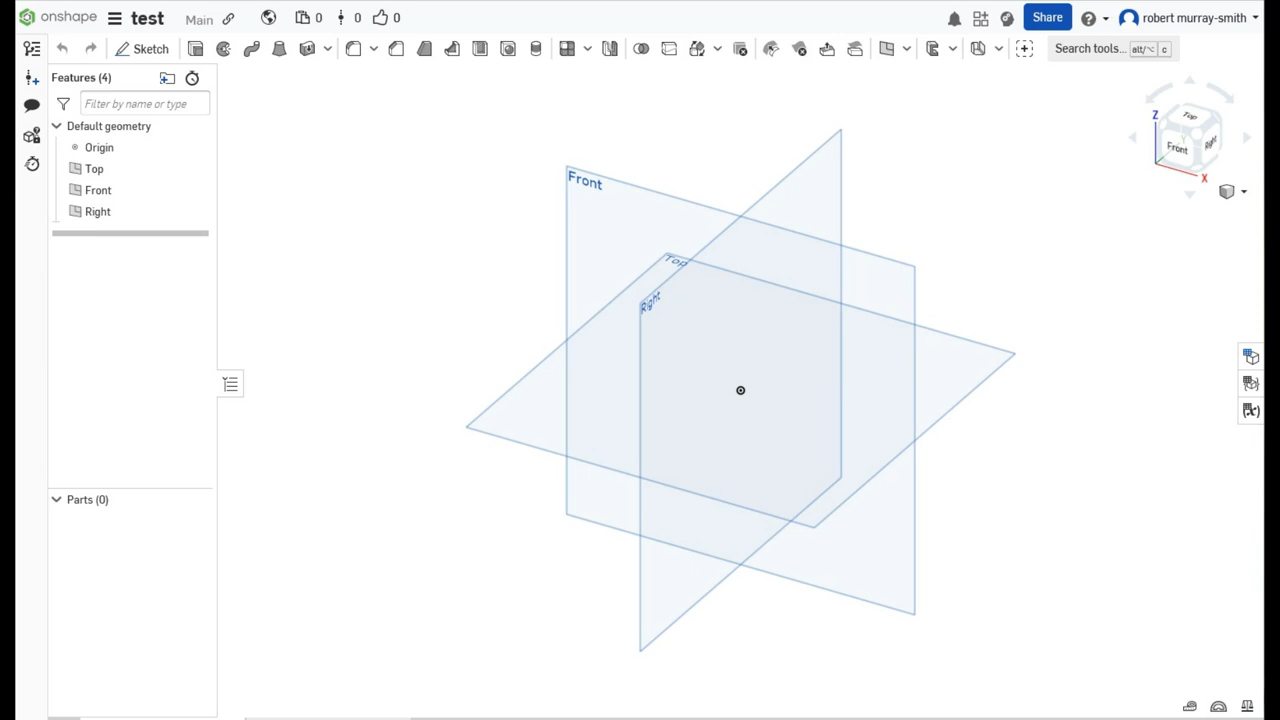 onshape test Main 0 0 0 Share robert murray-smith
Sketch Search tools... alt/⌥ c
Features (4)
Filter by name or type
Default geometry
Origin
Top
Front
Right
Parts (0)
Front
Top
Right
Z
Top
Front
Right
Y
X
(x)